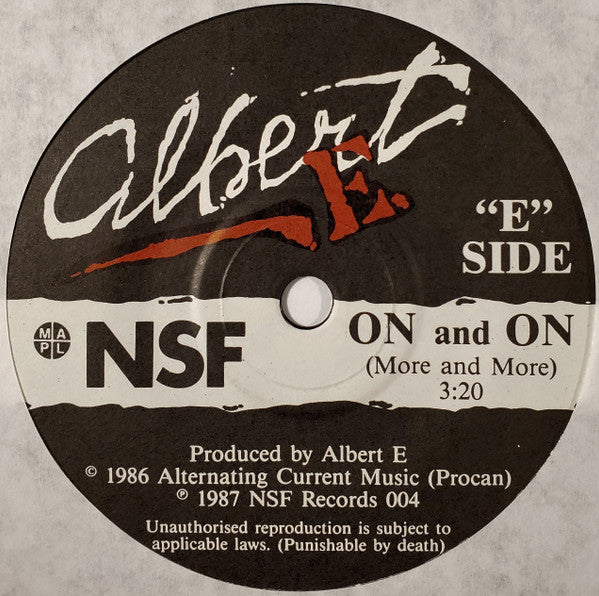 albert
E.
"E"
SIDE
M A
P L
NSF
ON and ON
(More and More)
3:20
Produced by Albert E
© 1986 Alternating Current Music (Procan)
℗ 1987 NSF Records 004
Unauthorised reproduction is subject to
applicable laws. (Punishable by death)